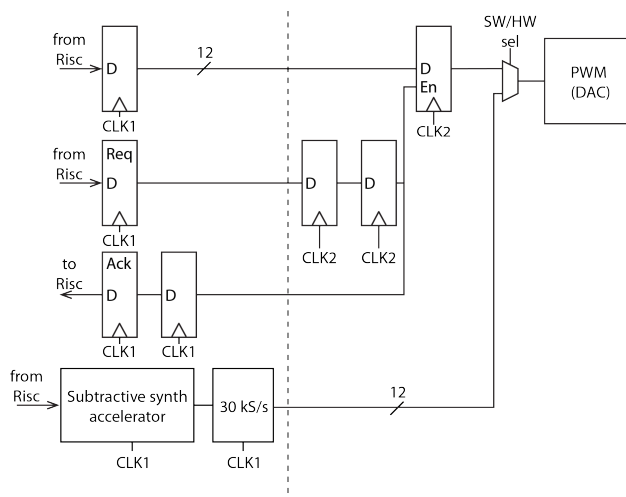 SW/HW
sel
from
Risc
D
12
D
En
PWM
(DAC)
CLK1
CLK2
from
Risc
Req
D
D
D
CLK1
CLK2
CLK2
to
Risc
Ack
D
D
CLK1
CLK1
from
Risc
Subtractive synth
accelerator
30 kS/s
12
CLK1
CLK1